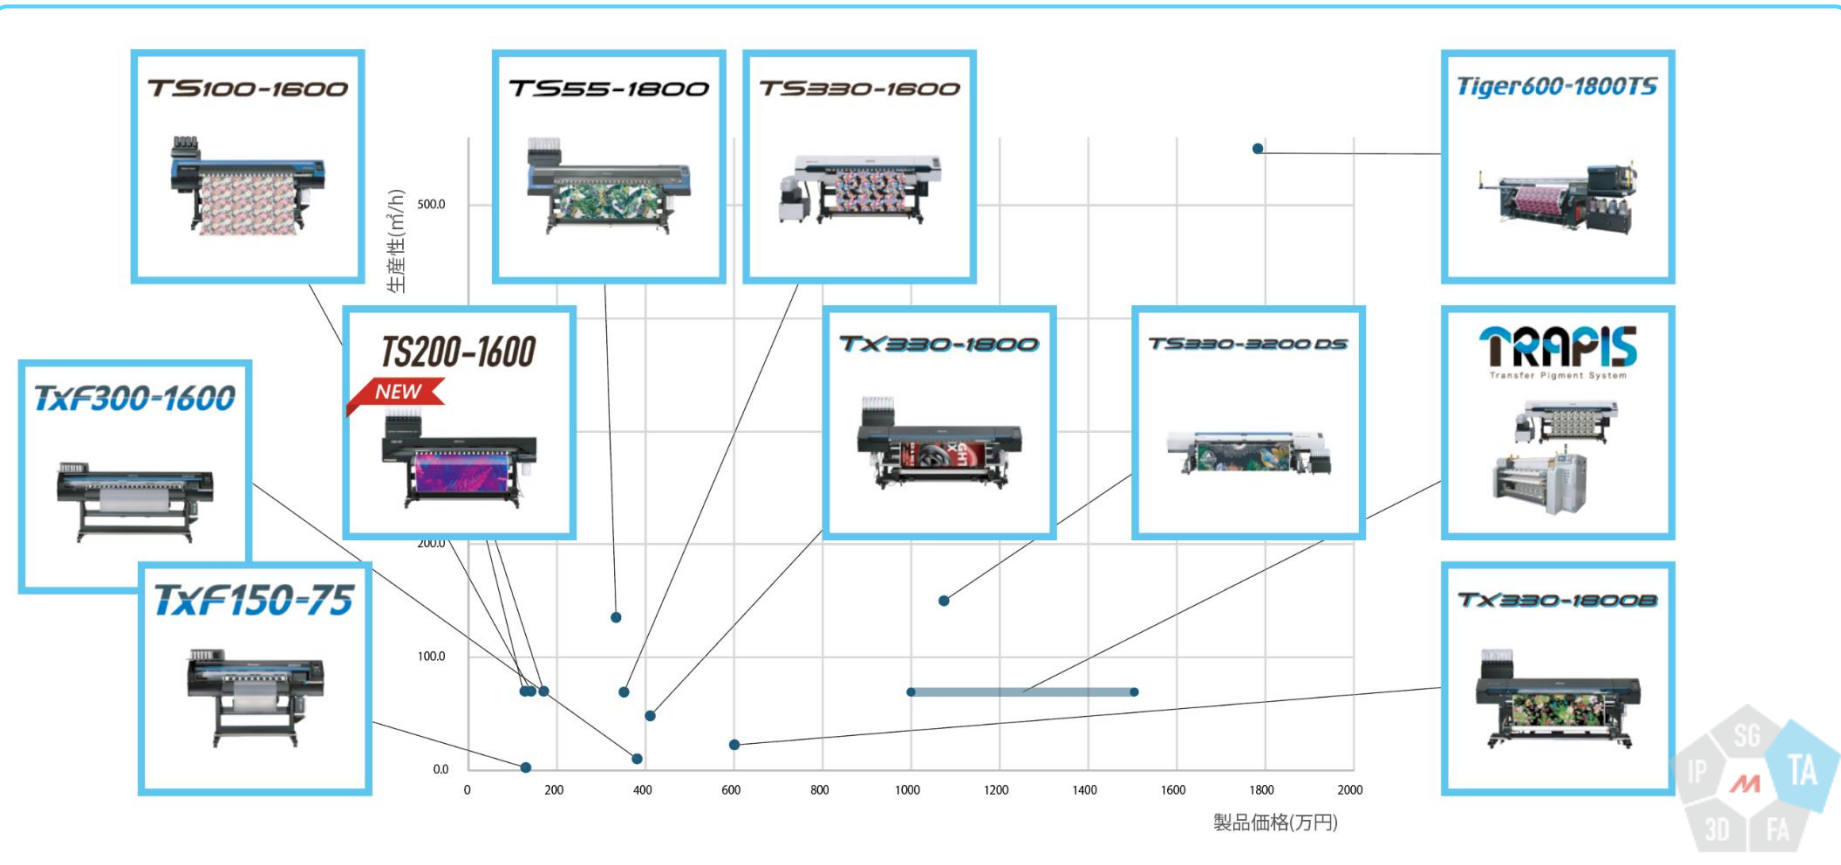 TS100-1600
TS55-1800
TS330-1600
Tiger600-1800TS
生産性(㎡/h)
500.0
TS200-1600
NEW
TX330-1800
TS330-3200 DS
TRAPIS
Transfer Pigment System
TxF300-1600
200.0
TxF150-75
TX330-1800B
100.0
0.0
0
200
400
600
800
1000
1200
1400
1600
1800
2000
製品価格(万円)
SG
IP
M
TA
3D
FA